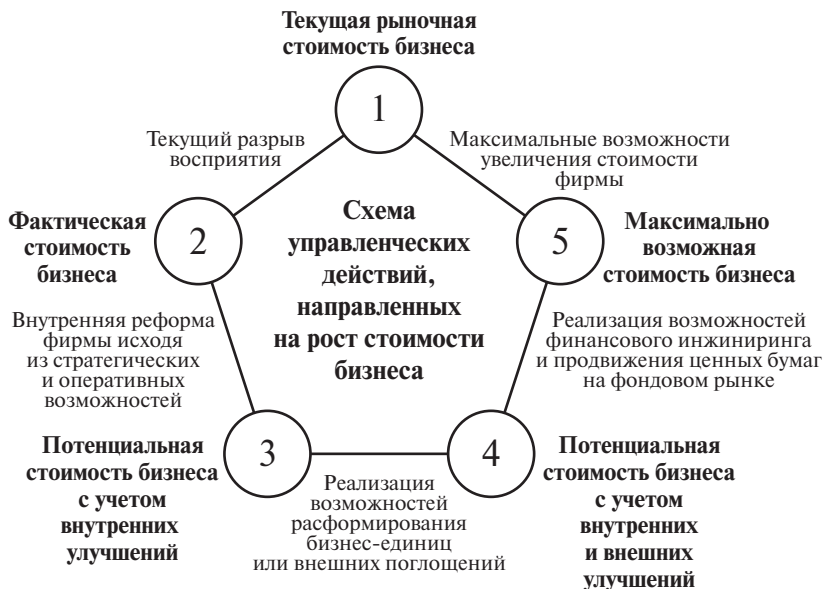 Текущая рыночная
стоимость бизнеса
1
Текущий разрыв
восприятия
Максимальные возможности
увеличения стоимости
фирмы
Фактическая
стоимость
бизнеса
2
Схема
управленческих
действий,
направленных
на рост стоимости
бизнеса
5
Максимально
возможная
стоимость бизнеса
Внутренняя реформа
фирмы исходя
из стратегических
и оперативных
возможностей
Реализация возможностей
финансового инжиниринга
и продвижения ценных бумаг
на фондовом рынке
Потенциальная
стоимость бизнеса
с учетом
внутренних
улучшений
3
Реализация
возможностей
расформирования
бизнес-единиц
или внешних поглощений
4
Потенциальная
стоимость бизнеса
с учетом
внутренних
и внешних
улучшений